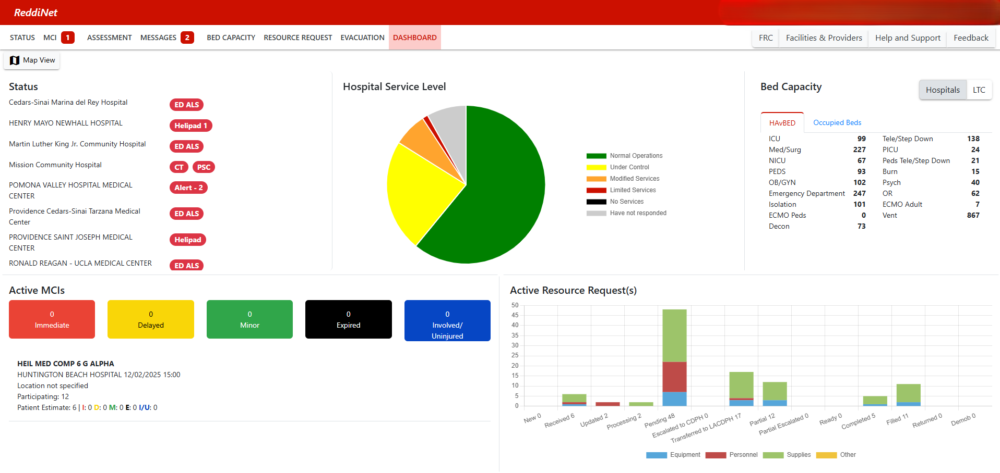 ReddiNet
STATUS MCI 1 ASSESSMENT MESSAGES 2 BED CAPACITY RESOURCE REQUEST EVACUATION DASHBOARD FRC Facilities & Providers Help and Support Feedback
Map View
Status
Cedars-Sinai Marina del Rey Hospital ED ALS
HENRY MAYO NEWHALL HOSPITAL Helipad 1
Martin Luther King Jr. Community Hospital ED ALS
Mission Community Hospital CT PSC
POMONA VALLEY HOSPITAL MEDICAL Alert - 2
CENTER
Providence Cedars-Sinai Tarzana Medical ED ALS
Center
PROVIDENCE SAINT JOSEPH MEDICAL Helipad
CENTER
RONALD REAGAN - UCLA MEDICAL CENTER ED ALS
Hospital Service Level
Normal Operations
Under Control
Modified Services
Limited Services
No Services
Have not responded
Bed Capacity Hospitals LTC
HAvBED Occupied Beds
ICU 99 Tele/Step Down 138
Med/Surg 227 PICU 24
NICU 67 Peds Tele/Step Down 21
PEDS 93 Burn 15
OB/GYN 102 Psych 40
Emergency Department 247 OR 62
Isolation 101 ECMO Adult 7
ECMO Peds 0 Vent 867
Decon 73
Active MCIs
0
Immediate
0
Delayed
0
Minor
0
Expired
0
Involved/
Uninjured
HEIL MED COMP 6 G ALPHA
HUNTINGTON BEACH HOSPITAL 12/02/2025 15:00
Location not specified
Participating: 12
Patient Estimate: 6 | I: 0 D: 0 M: 0 E: 0 I/U: 0
Active Resource Request(s)
50
45
40
35
30
25
20
15
10
5
0
New 0
Received 6
Updated 2
Processing 2
Pending 48
Escalated to CDPH 0
Transferred to LACDPH 17
Partial 12
Partial Escalated 0
Ready 0
Completed 5
Filled 11
Returned 0
Demob 0
Equipment Personnel Supplies Other